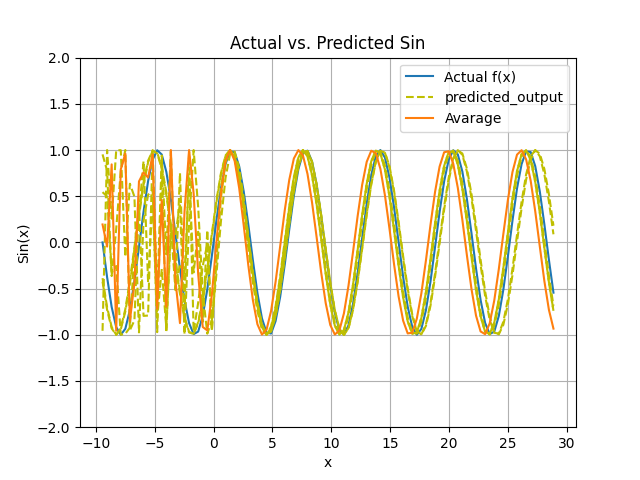 Actual vs. Predicted Sin
2.0
1.5
1.0
0.5
0.0
−0.5
−1.0
−1.5
−2.0
Sin(x)
Actual f(x)
predicted_output
Avarage
−10 −5 0 5 10 15 20 25 30
x